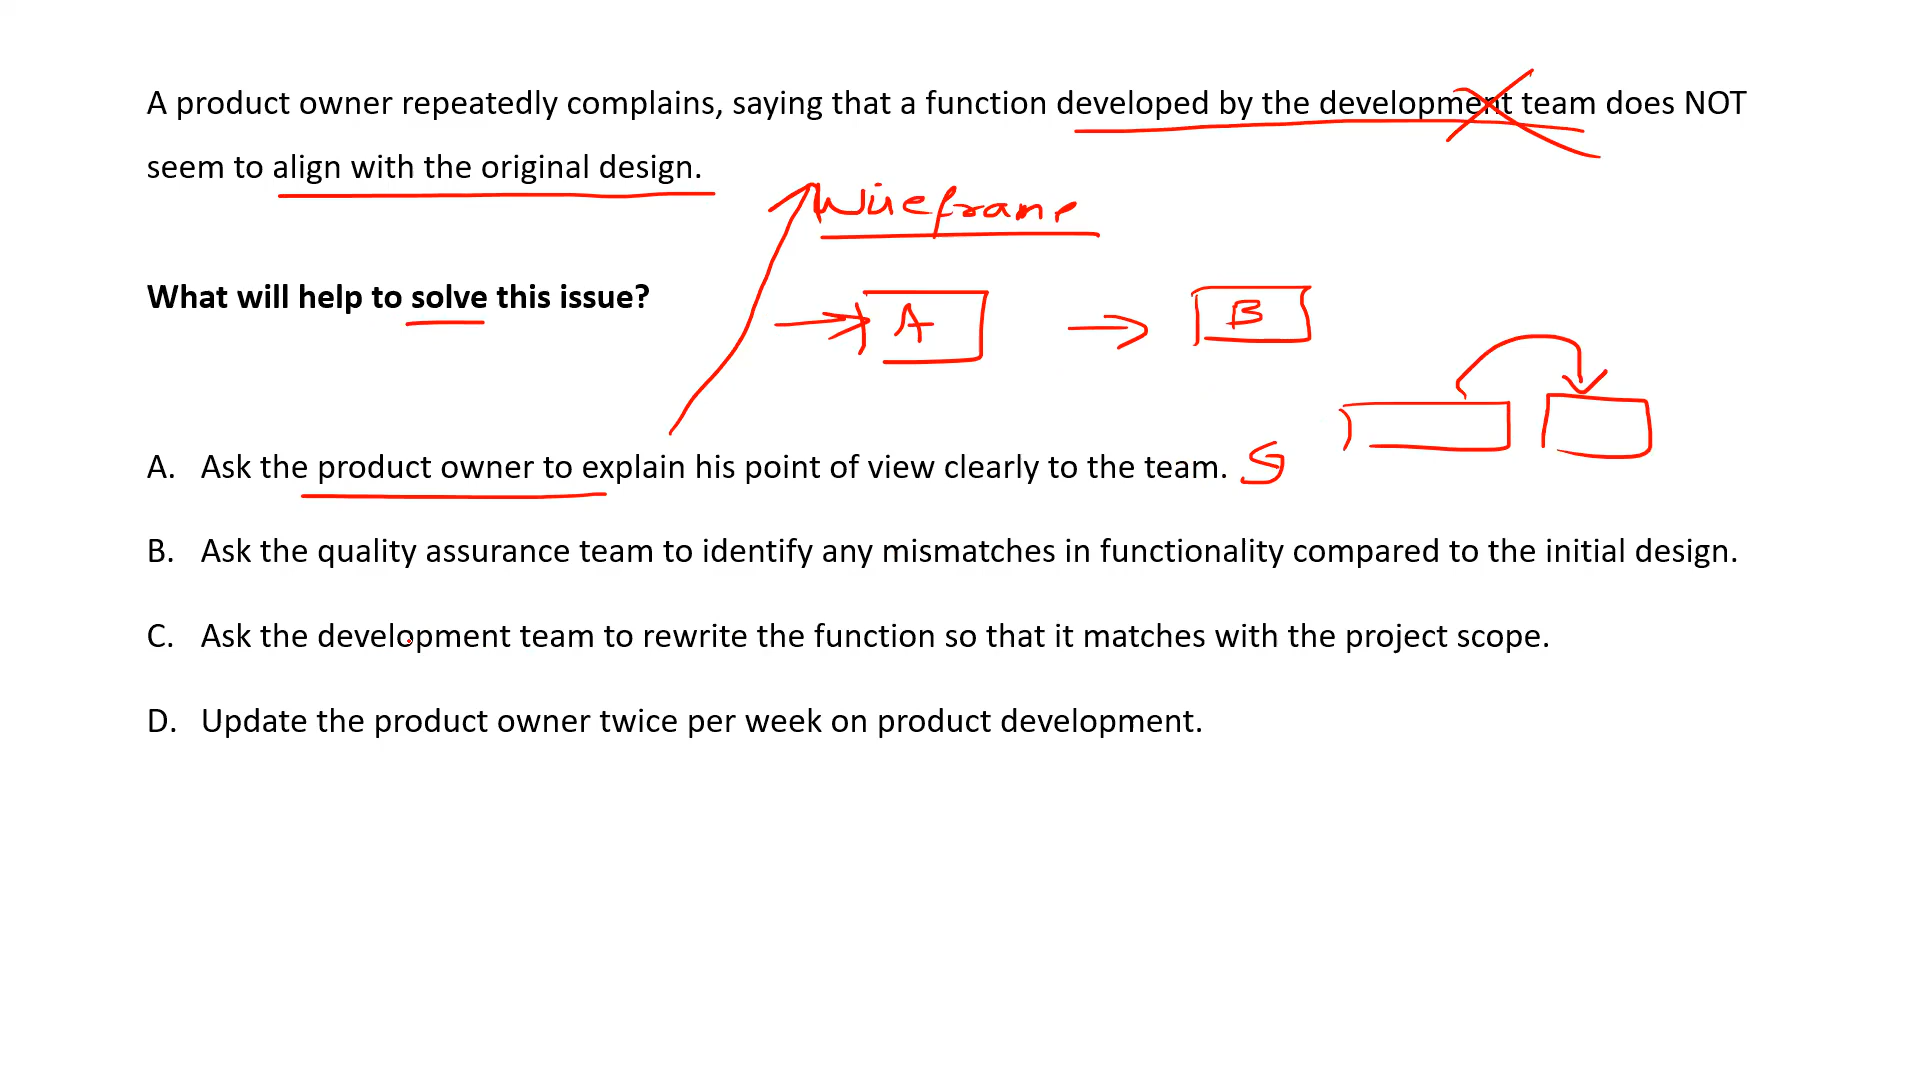 A product owner repeatedly complains, saying that a function developed by the development team does NOT
seem to align with the original design.
Wireframe
What will help to solve this issue?
A
B
A. Ask the product owner to explain his point of view clearly to the team.
B. Ask the quality assurance team to identify any mismatches in functionality compared to the initial design.
C. Ask the development team to rewrite the function so that it matches with the project scope.
D. Update the product owner twice per week on product development.